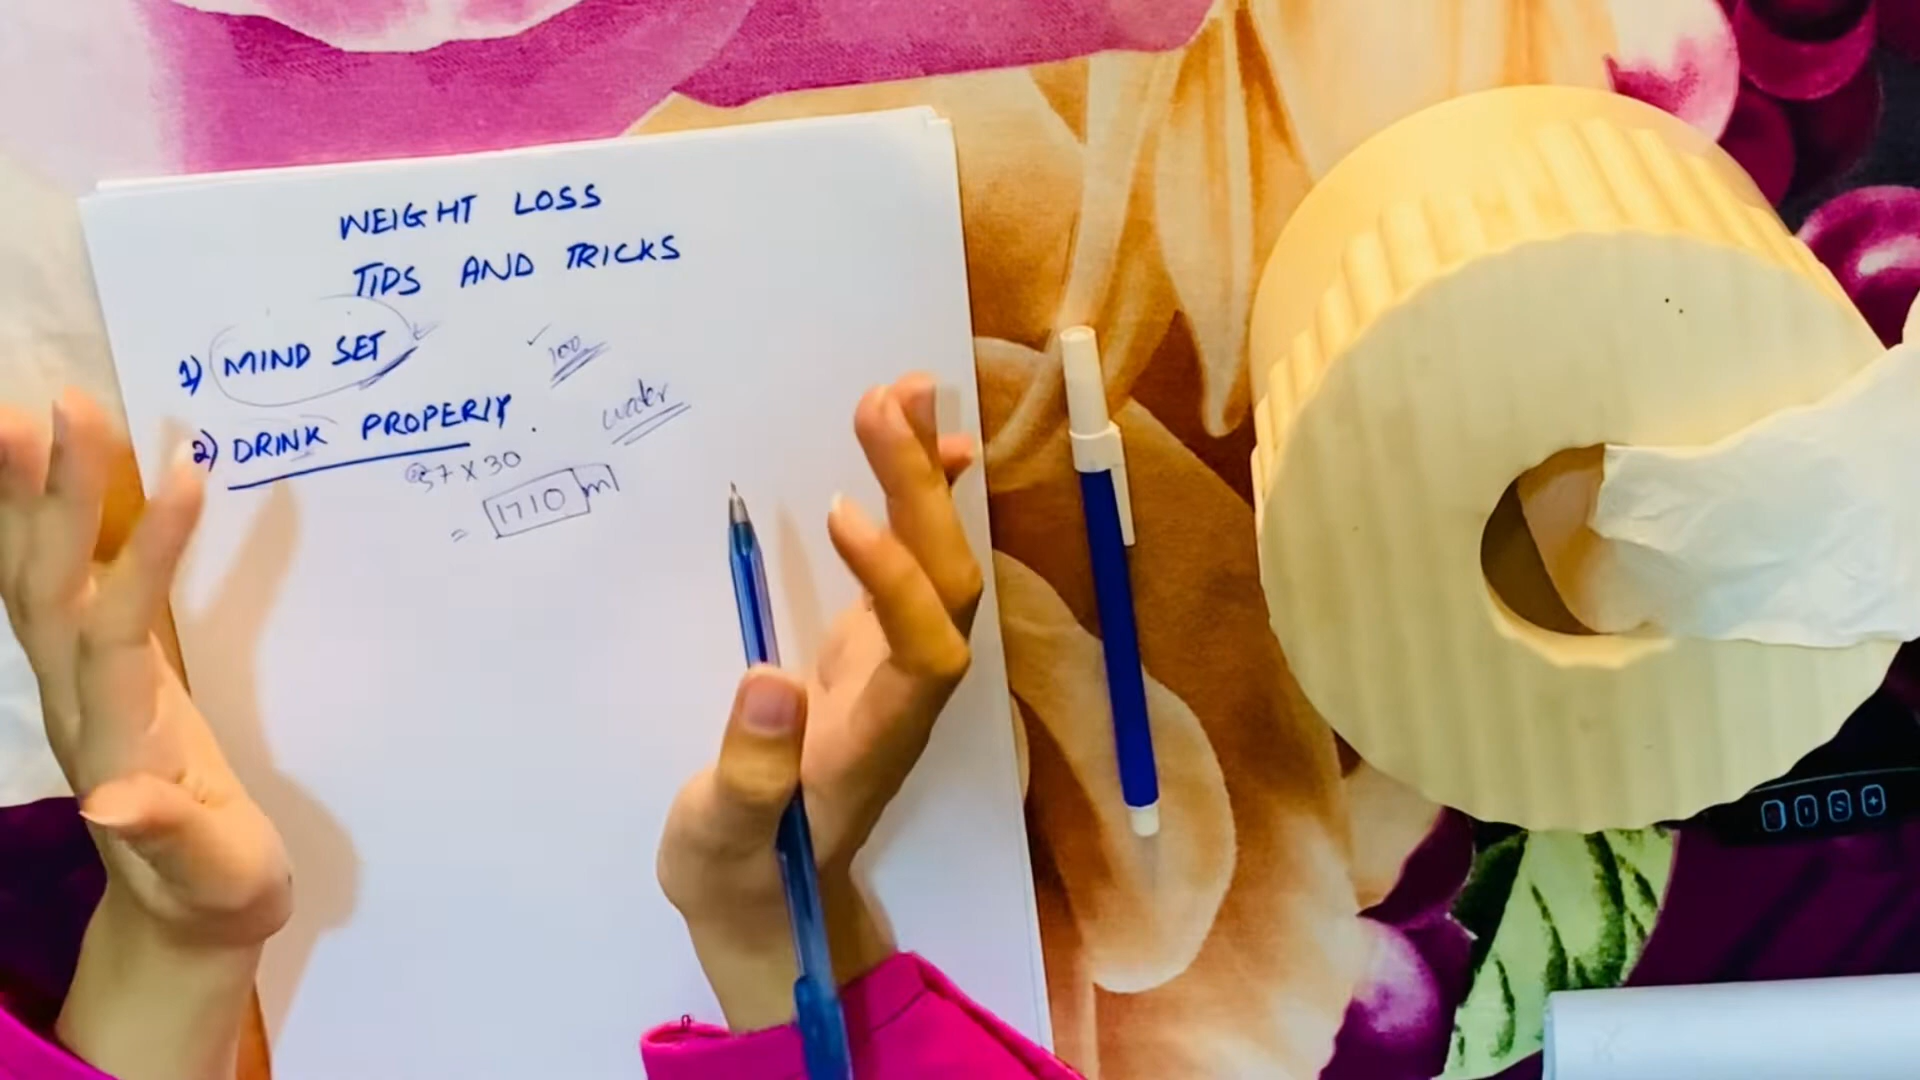 WEIGHT LOSS
TIPS AND TRICKS
1) MIND SET
100
2) DRINK PROPERLY.
water
57 X 30
= 1710 ml